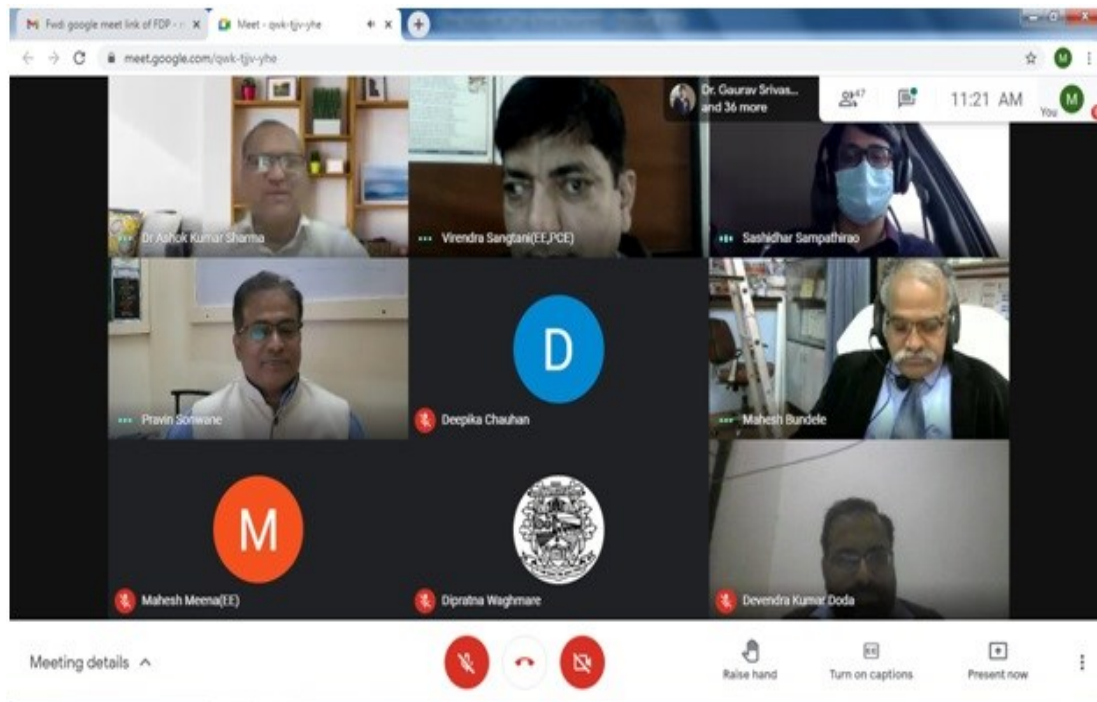 Fwd: google meet link of FDP -
Meet - qwk-tjjv-yhe
meet.google.com/qwk-tjjv-yhe
M
Dr. Gaurav Srivas...
and 36 more
47
11:21 AM
You
M
Dr Ashok Kumar Sharma
Virendra Sangtani(EE,PCE)
Sashidhar Sampathirao
D
Pravin Sonwane
Deepika Chauhan
Mahesh Bundele
M
Mahesh Meena(EE)
Dipratna Waghmare
Devendra Kumar Doda
Meeting details
Raise hand
Turn on captions
Present now